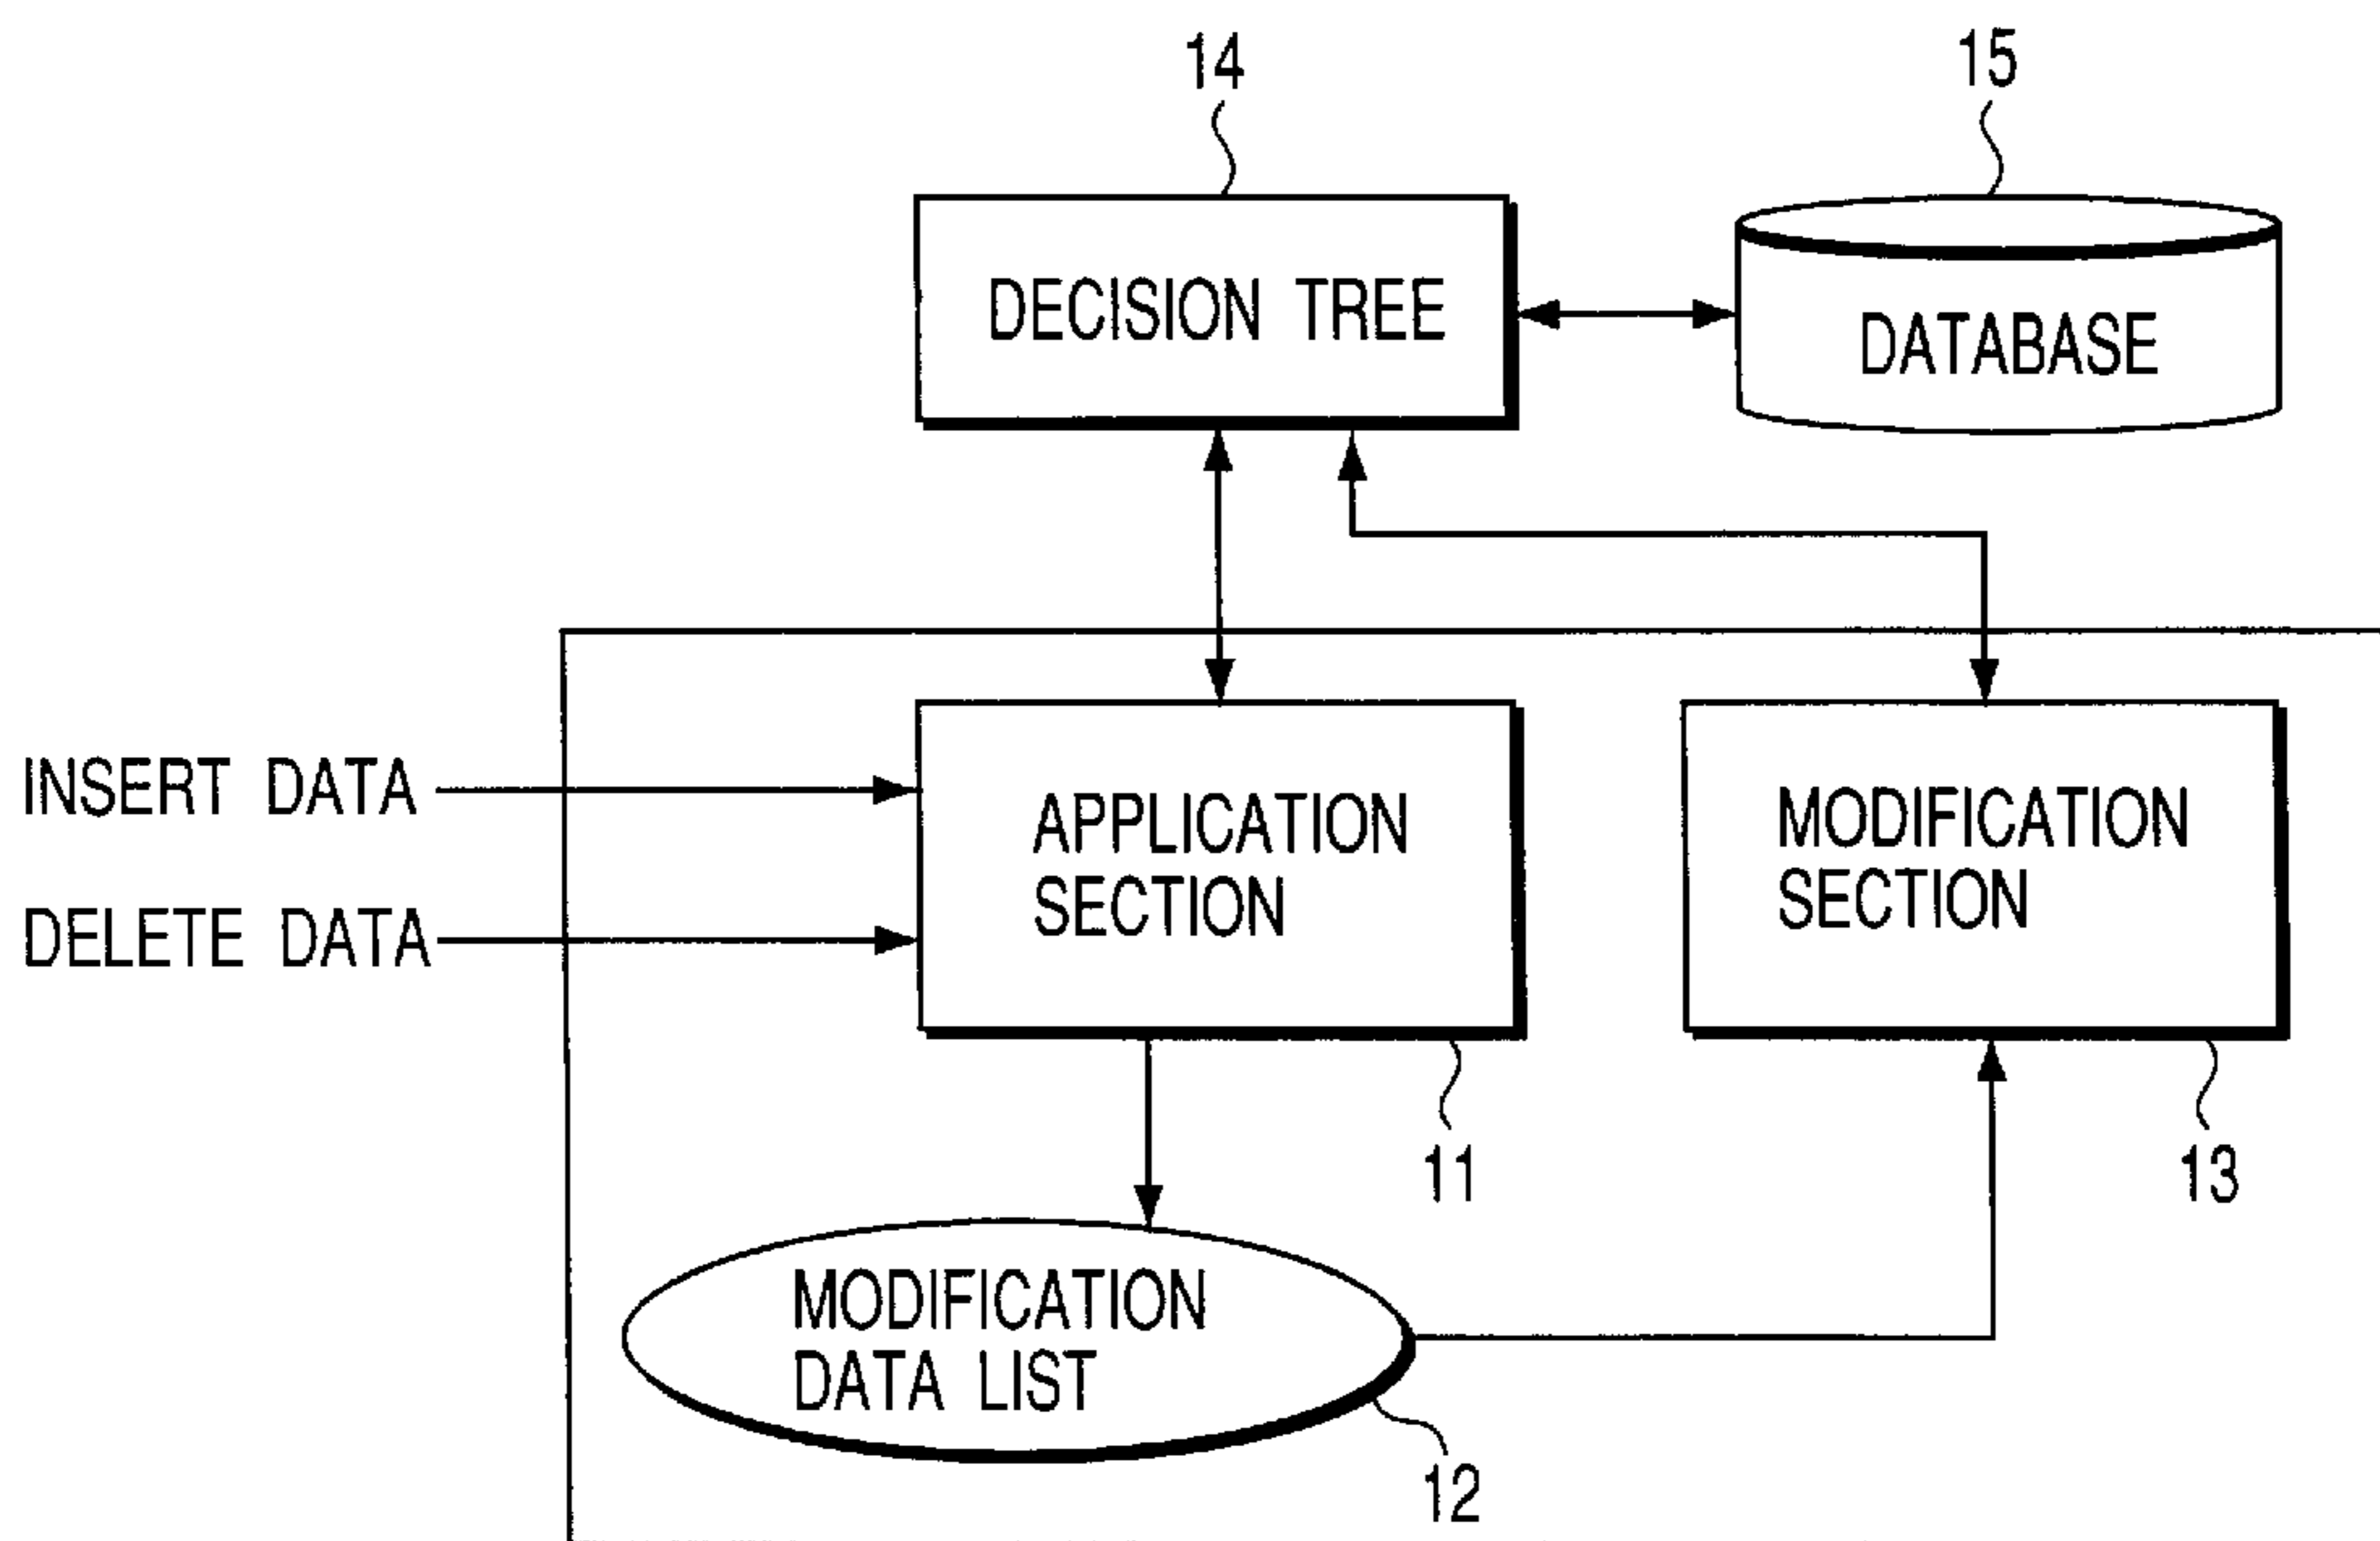 14
15
DECISION TREE
DATABASE
INSERT DATA
DELETE DATA
APPLICATION
SECTION
MODIFICATION
SECTION
11
13
MODIFICATION
DATA LIST
12